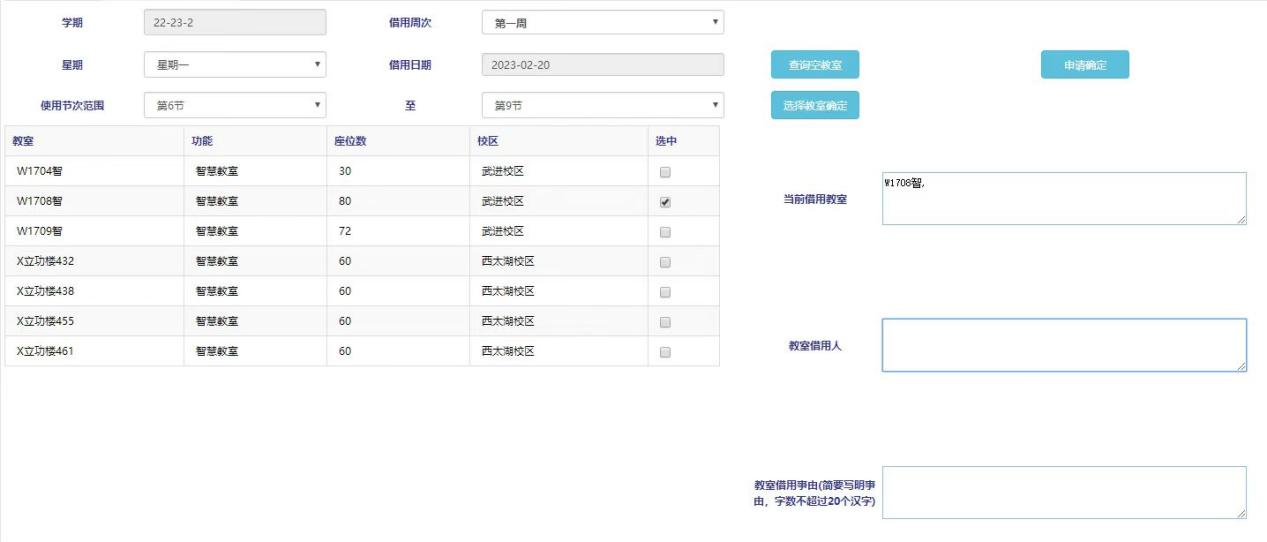 学期 22-23-2 借用周次 第一周
星期 星期一 借用日期 2023-02-20 查询空教室 申请确定
使用节次范围 第6节 至 第9节 选择教室确定
教室 功能 座位数 校区 选中
W1704智 智慧教室 30 武进校区
W1708智 智慧教室 80 武进校区
W1709智 智慧教室 72 武进校区
X立功楼432 智慧教室 60 西太湖校区
X立功楼438 智慧教室 60 西太湖校区
X立功楼455 智慧教室 60 西太湖校区
X立功楼461 智慧教室 60 西太湖校区
当前借用教室 W1708智,
教室借用人
教室借用事由(简要写明事
由，字数不超过20个汉字)